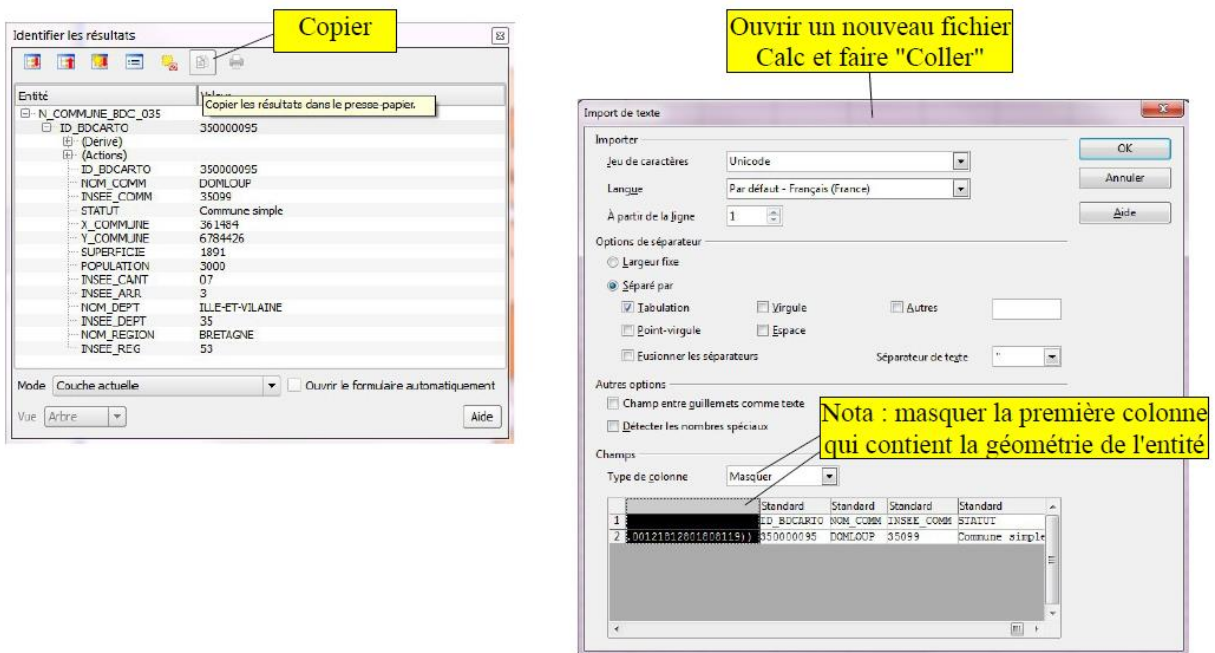 Copier
Identifier les résultats
Entité
Copier les résultats dans le presse-papier.
N_COMMUNE_BDC_035
ID_BDCARTO 350000095
(Dérivé)
(Actions)
ID_BDCARTO 350000095
NOM_COMM DOMLOUP
INSEE_COMM 35099
STATUT Commune simple
X_COMMUNE 361484
Y_COMMUNE 6784426
SUPERFICIE 1891
POPULATION 3000
INSEE_CANT 07
INSEE_ARR 3
NOM_DEPT ILLE-ET-VILAINE
INSEE_DEPT 35
NOM_REGION BRETAGNE
INSEE_REG 53
Mode Couche actuelle Ouvrir le formulaire automatiquement
Vue Arbre Aide
Ouvrir un nouveau fichier
Calc et faire "Coller"
Import de texte
Importer
OK
Jeu de caractères Unicode
Annuler
Langue Par défaut - Français (France)
À partir de la ligne 1
Aide
Options de séparateur
Largeur fixe
Séparé par
Tabulation Virgule Autres
Point-virgule Espace
Fusionner les séparateurs Séparateur de texte "
Autres options
Champ entre guillemets comme texte
Détecter les nombres spéciaux
Nota : masquer la première colonne
qui contient la géométrie de l'entité
Champs
Type de colonne Masquer
Standard Standard Standard Standard
1 ID_BDCARTO NOM_COMM INSEE_COMM STATUT
2 .00121812801808119)) 350000095 DOMLOUP 35099 Commune simple